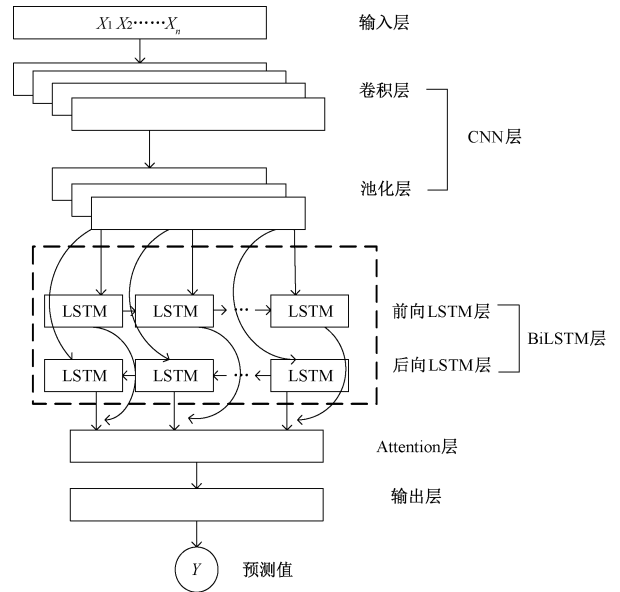 X1 X2……Xn 输入层
卷积层
CNN层
池化层
LSTM LSTM … LSTM 前向LSTM层
BiLSTM层
LSTM LSTM … LSTM 后向LSTM层
Attention层
输出层
Y 预测值